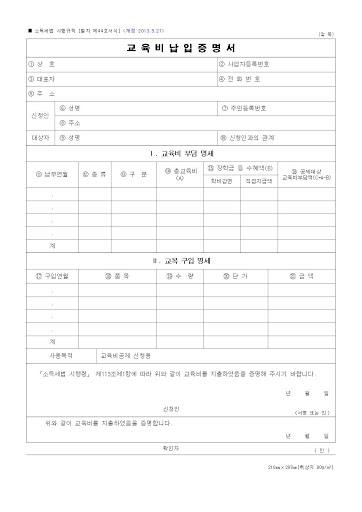 ■ 소득세법 시행규칙 [별지 제44호서식] <개정 2013.9.27>
(앞 쪽)
교 육 비 납 입 증 명 서
① 상 호 ② 사업자등록번호
③ 대표자 ④ 전 화 번 호
⑤ 주 소
신청인 ⑥ 성명 ⑦ 주민등록번호
⑧ 주소
대상자 ⑨ 성명 ⑩ 신청인과의 관계
Ⅰ. 교육비 부담 명세
⑪ 납부연월 ⑫ 종 류 ⑬ 구 분 ⑭ 총교육비(A) ⑮ 장학금 등 수혜액(B) 공제대상 교육비부담액(C=A-B)
학비감면 직접지급액
.
.
.
.
계
Ⅱ. 교복 구입 명세
⑰ 구입연월 ⑱ 품 목 ⑲ 수 량 ⑳ 단 가 금 액
.
.
.
.
계
사용목적 교육비공제 신청용
「소득세법 시행령」 제113조제1항에 따라 위와 같이 교육비를 지출하였음을 증명해 주시기 바랍니다.
년 월 일
신청인 (서명 또는 인)
위와 같이 교육비를 지출하였음을 증명합니다.
년 월 일
확인자 (인)
210mm×297mm[백상지 80g/㎡]